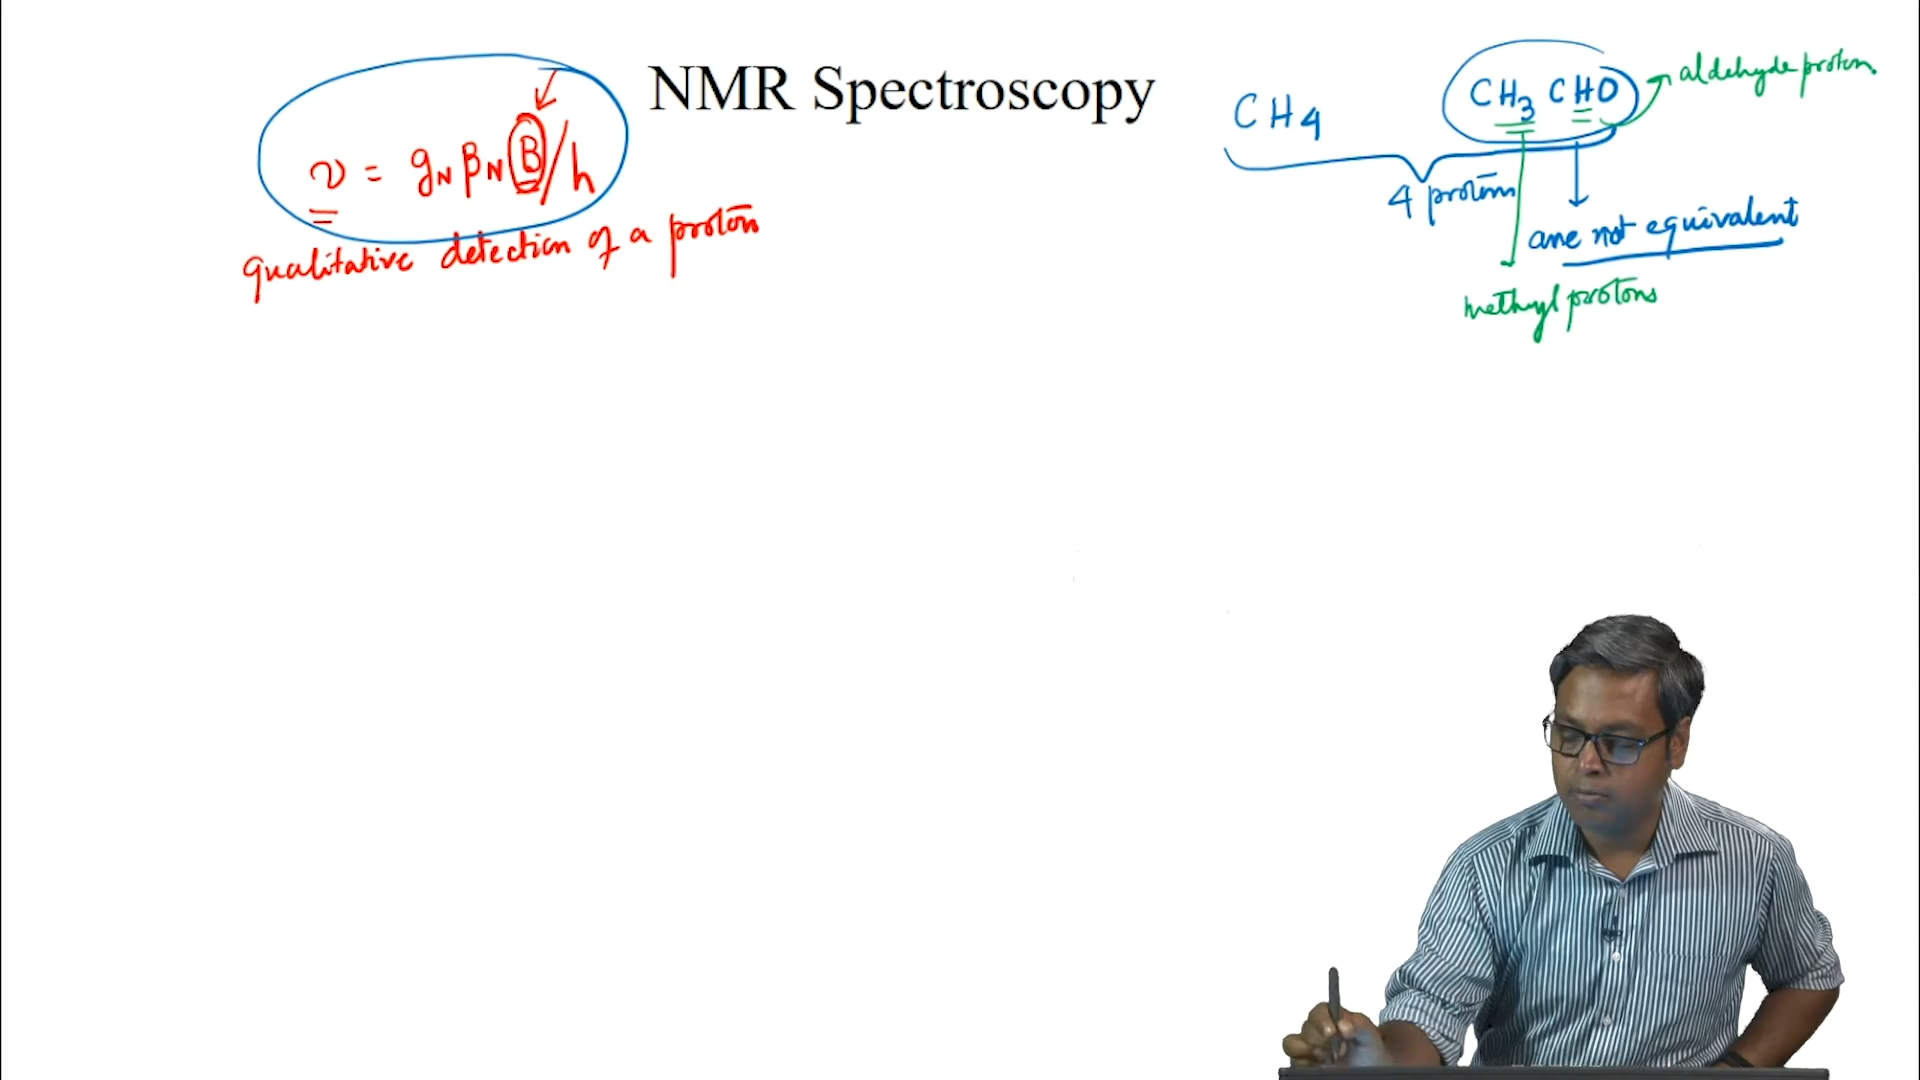 NMR Spectroscopy
ν = gN βN B/h
qualitative detection of a proton
CH4
CH3 CHO
aldehyde proton
4 protons
are not equivalent
methyl protons